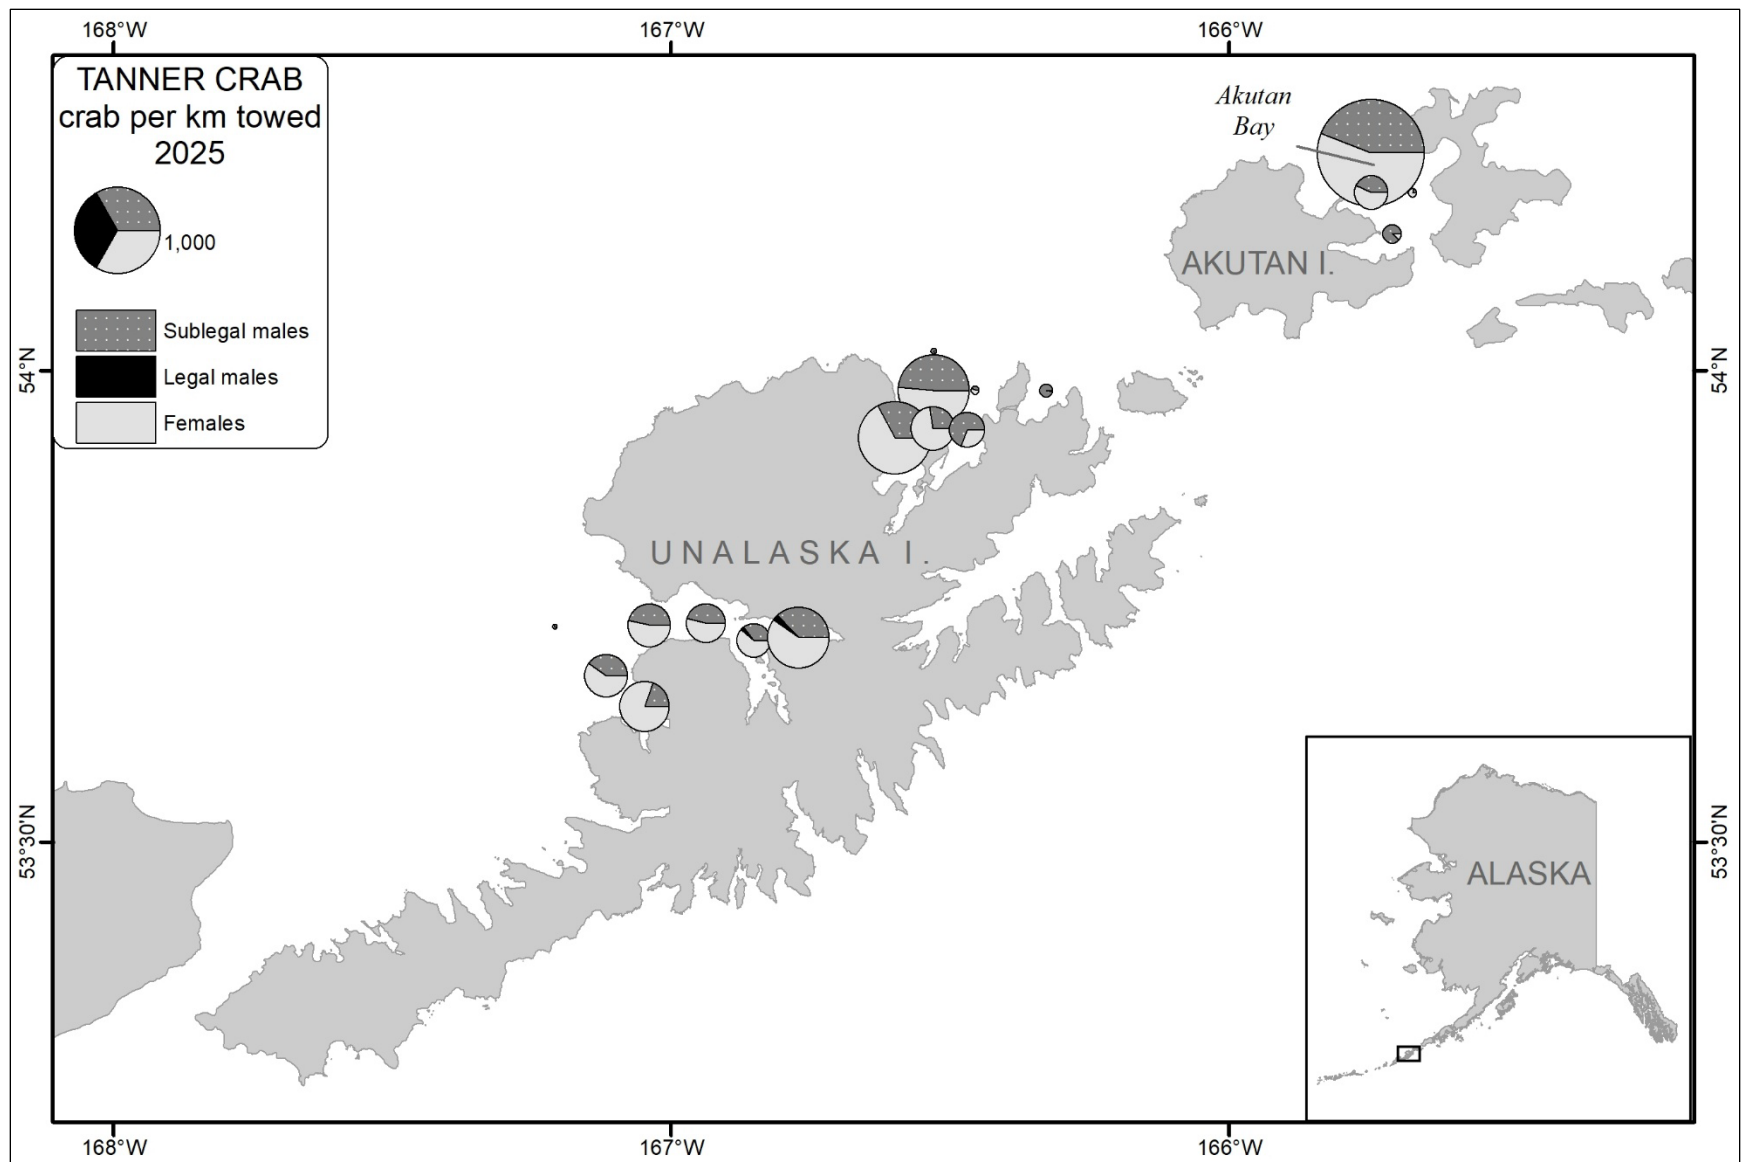 168°W 167°W 166°W
TANNER CRAB
crab per km towed
2025
1,000
Sublegal males
Legal males
Females
Akutan
Bay
AKUTAN I.
54°N 54°N
UNALASKA I.
53°30'N 53°30'N
ALASKA
168°W 167°W 166°W